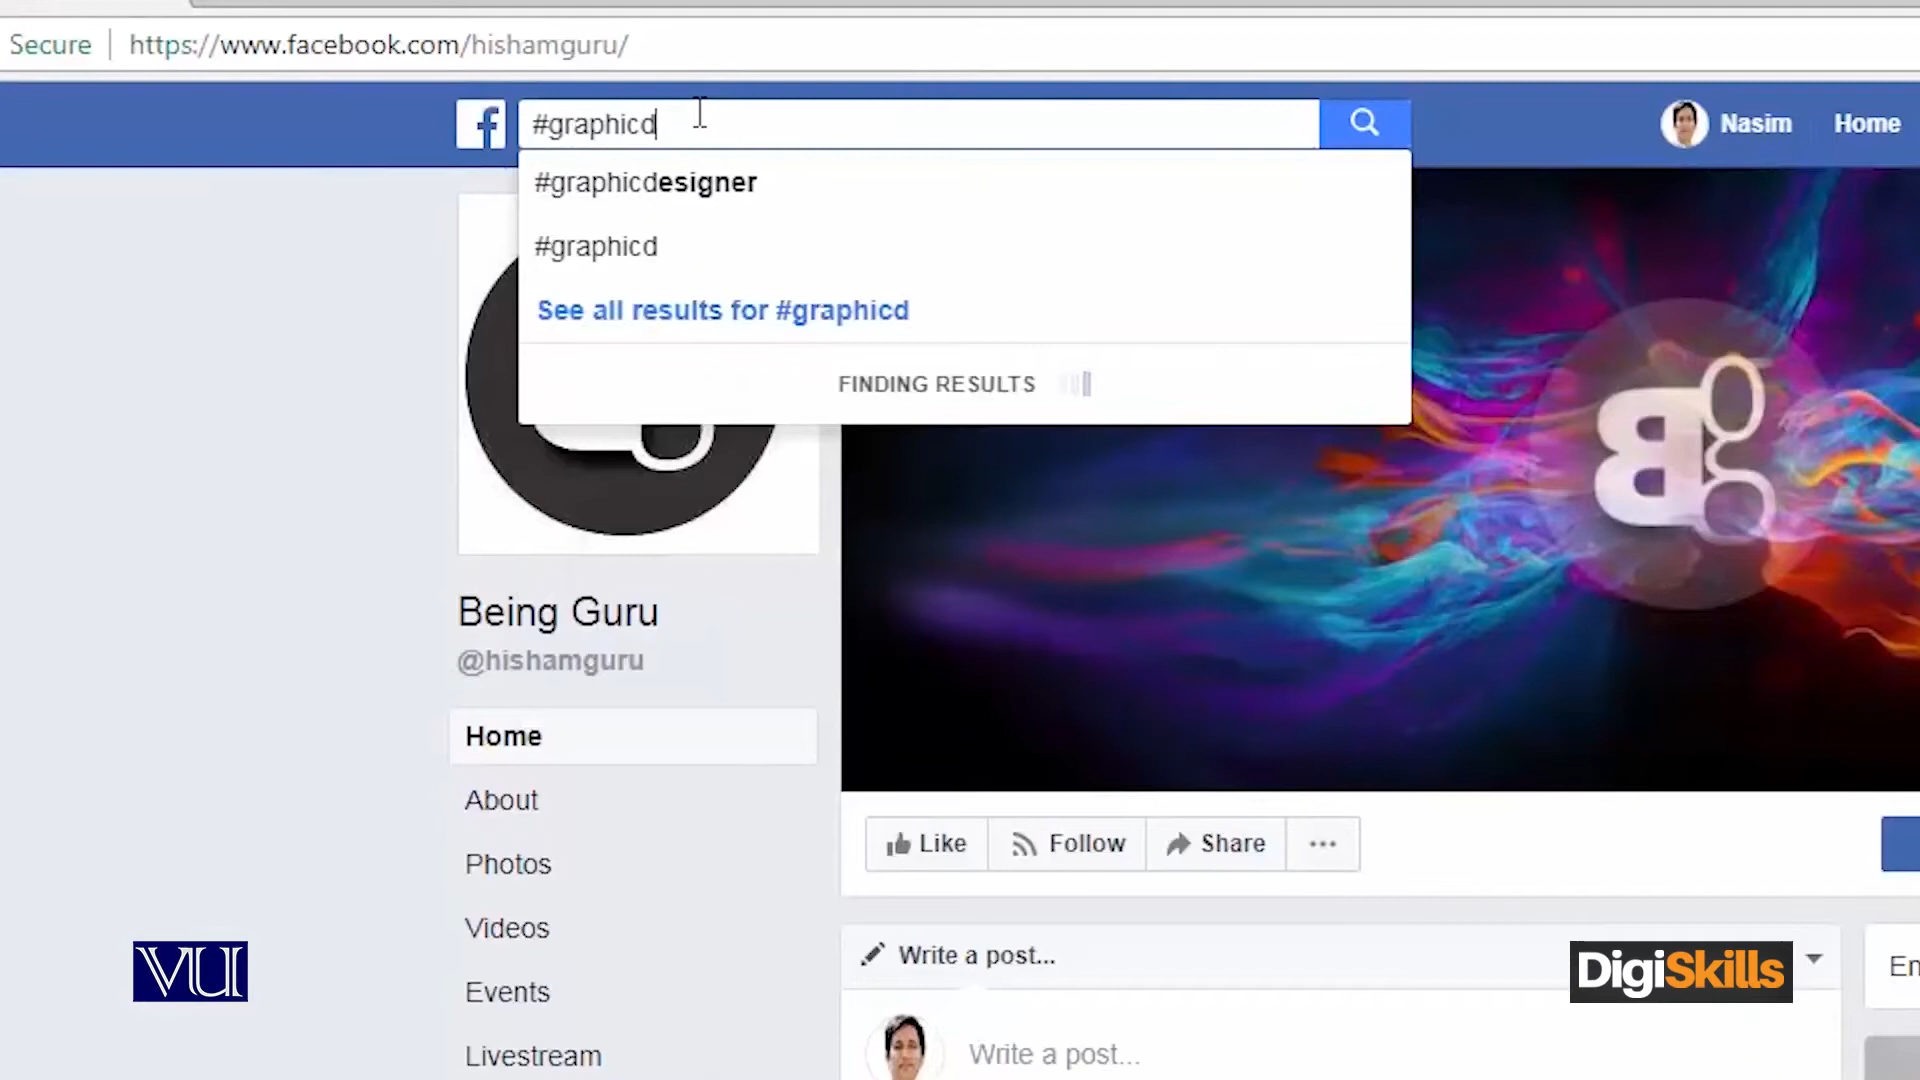 Secure https://www.facebook.com/hishamguru/
#graphicd
Nasim Home
#graphicdesigner
#graphicd
See all results for #graphicd
FINDING RESULTS
Being Guru
@hishamguru
Home
About
Photos
Videos
Events
Livestream
Like Follow Share
Write a post...
Write a post...
VU
DigiSkills